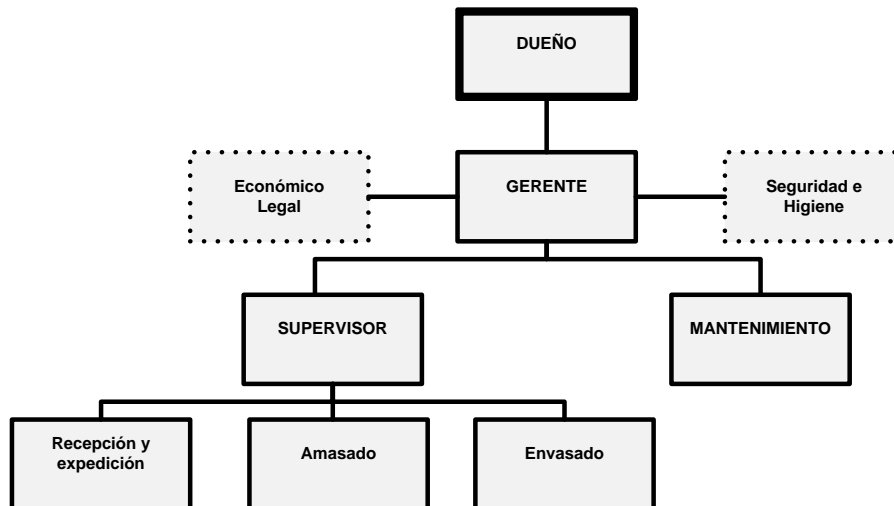 DUEÑO
Económico
Legal
GERENTE
Seguridad e
Higiene
SUPERVISOR
MANTENIMIENTO
Recepción y
expedición
Amasado
Envasado